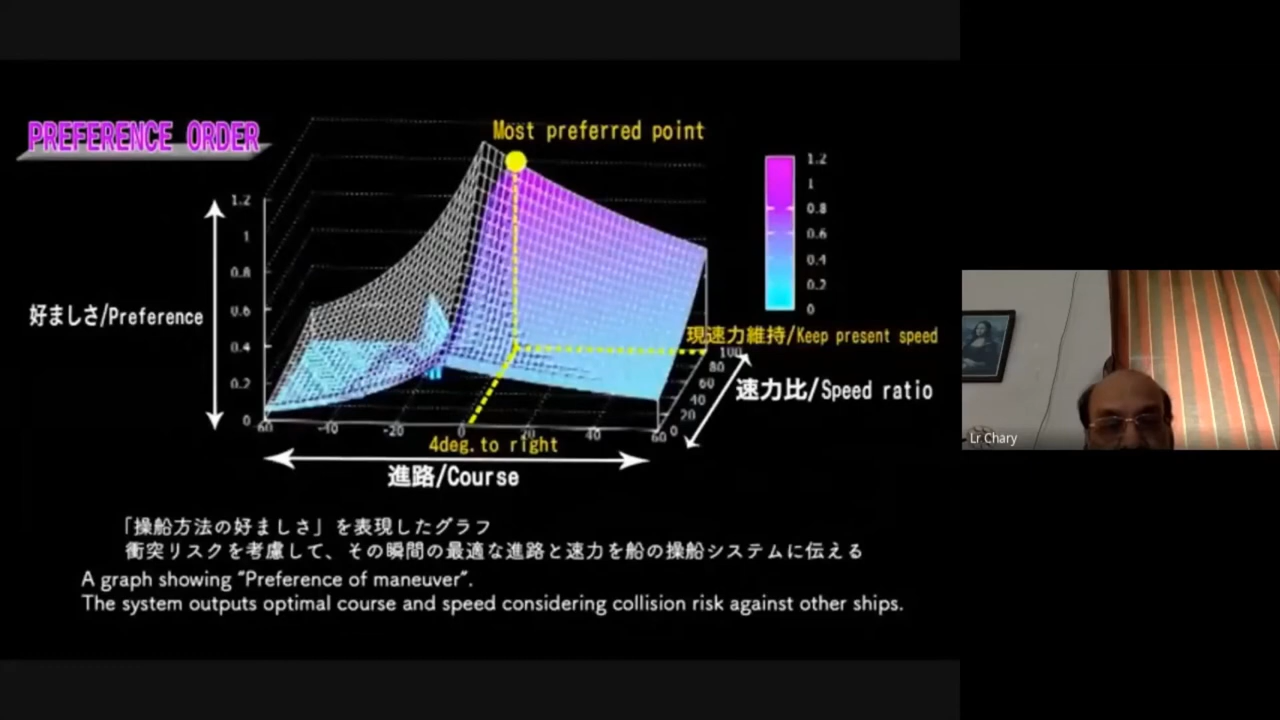 PREFERENCE ORDER
Most preferred point
1.2
1
0.8
0.6
0.4
0.2
0
好ましさ/Preference
1.2
1
0.8
0.6
0.4
0.2
0
現速力維持/Keep present speed
100
80
60
40
20
0
速力比/Speed ratio
-60
-40
-20
0
20
40
60
4deg.to right
進路/Course
「操船方法の好ましさ」を表現したグラフ
衝突リスクを考慮して、その瞬間の最適な進路と速力を船の操船システムに伝える
A graph showing "Preference of maneuver".
The system outputs optimal course and speed considering collision risk against other ships.
Lr Chary